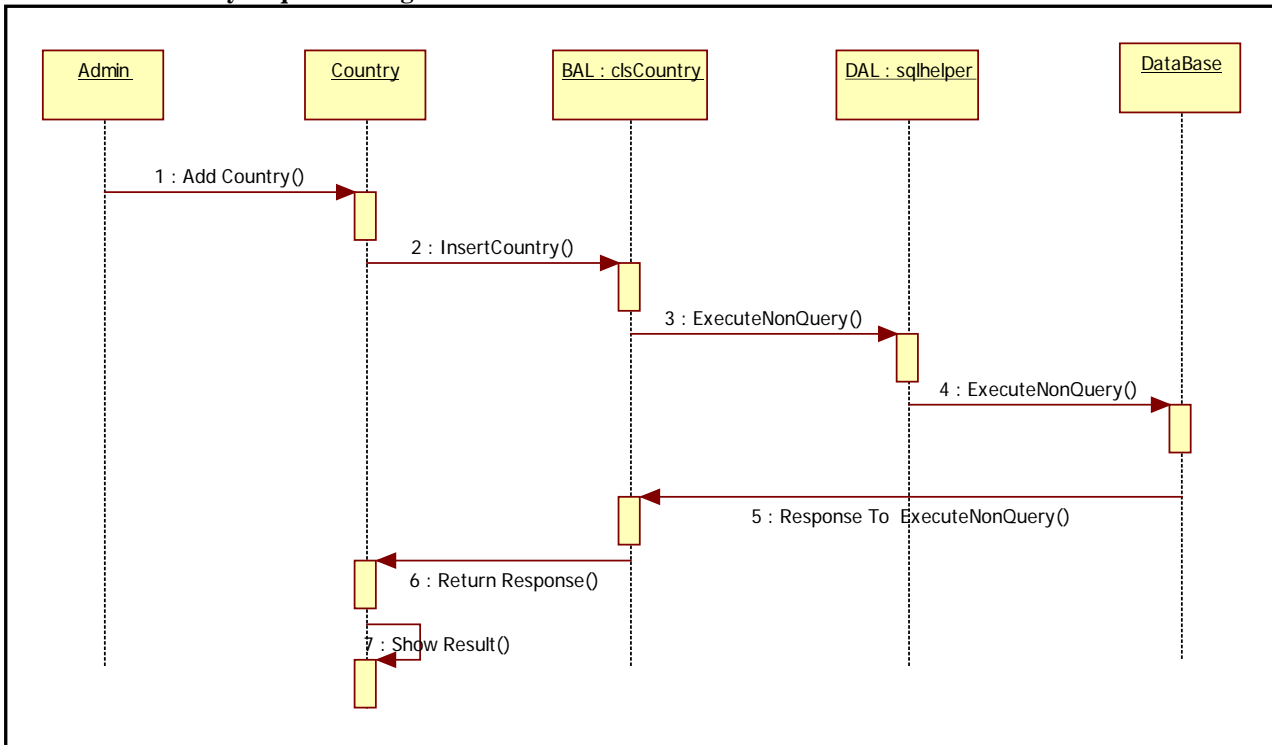 Admin
Country
BAL : clsCountry
DAL : sqlhelper
DataBase
1 : Add Country()
2 : InsertCountry()
3 : ExecuteNonQuery()
4 : ExecuteNonQuery()
5 : Response To ExecuteNonQuery()
6 : Return Response()
7 : Show Result()